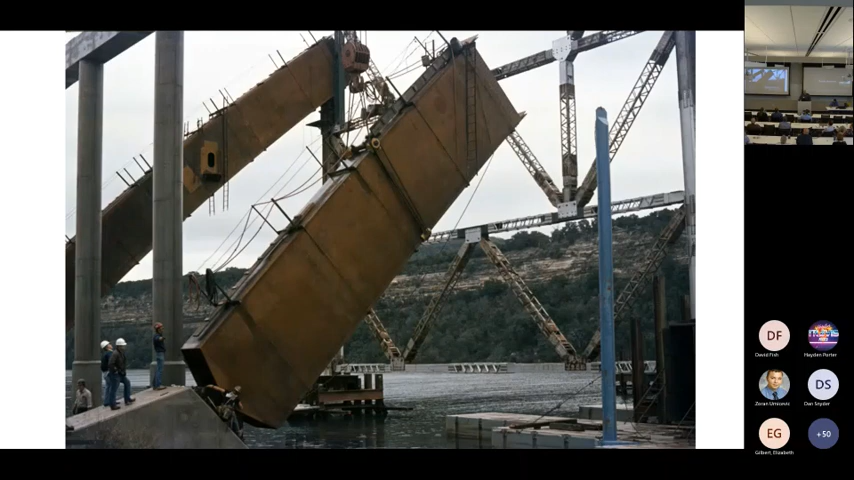 DF
David Fish
Hayden Porter
DS
Dan Snyder
EG
Gilbert, Elizabeth
+50